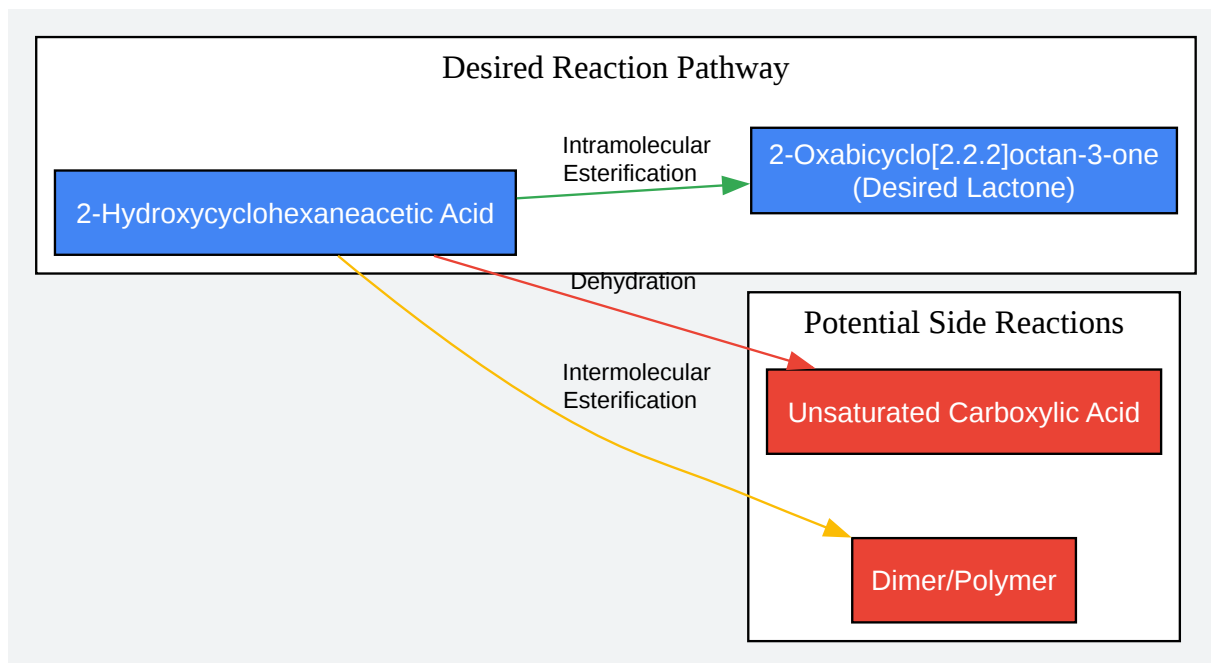 Desired Reaction Pathway
2-Hydroxycyclohexaneacetic Acid
Intramolecular
Esterification
2-Oxabicyclo[2.2.2]octan-3-one
(Desired Lactone)
Dehydration
Potential Side Reactions
Intermolecular
Esterification
Unsaturated Carboxylic Acid
Dimer/Polymer